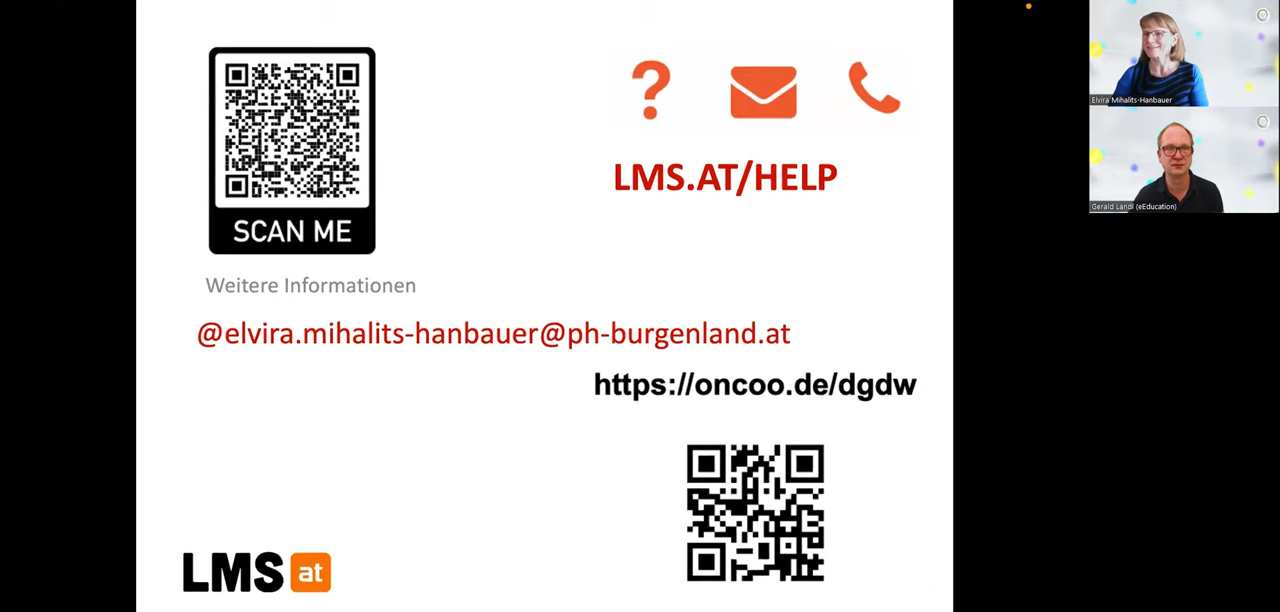 SCAN ME
?
LMS.AT/HELP
Weitere Informationen
@elvira.mihalits-hanbauer@ph-burgenland.at
https://oncoo.de/dgdw
LMS at
Elvira Mihalits-Hanbauer
Gerald Landl (eEducation)